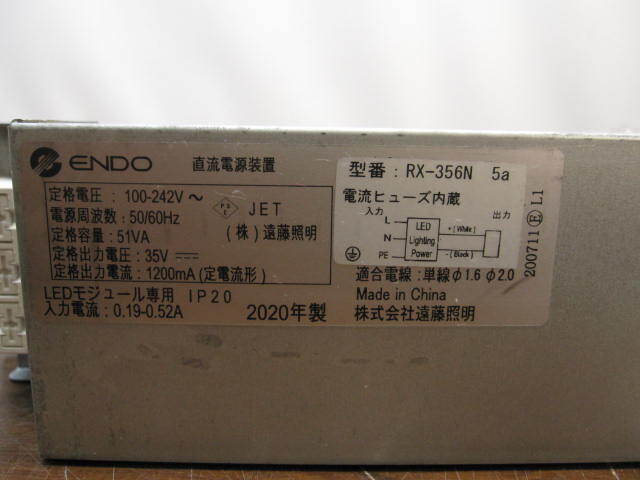 ENDO 直流電源装置
定格電圧：100-242V～
電源周波数：50/60Hz
定格容量：51VA
定格出力電圧：35V
定格出力電流：1200mA (定電流形)
PS
E
JET
(株) 遠藤照明
LEDモジュール専用 IP20
入力電流：0.19-0.52A
2020年製
型番：RX-356N 5a
電流ヒューズ内蔵
入力
出力
L
N
PE
LED
Lighting
Power
+ (White)
- (Black)
適合電線：単線φ1.6 φ2.0
Made in China
株式会社遠藤照明
200711 Ⓔ L1